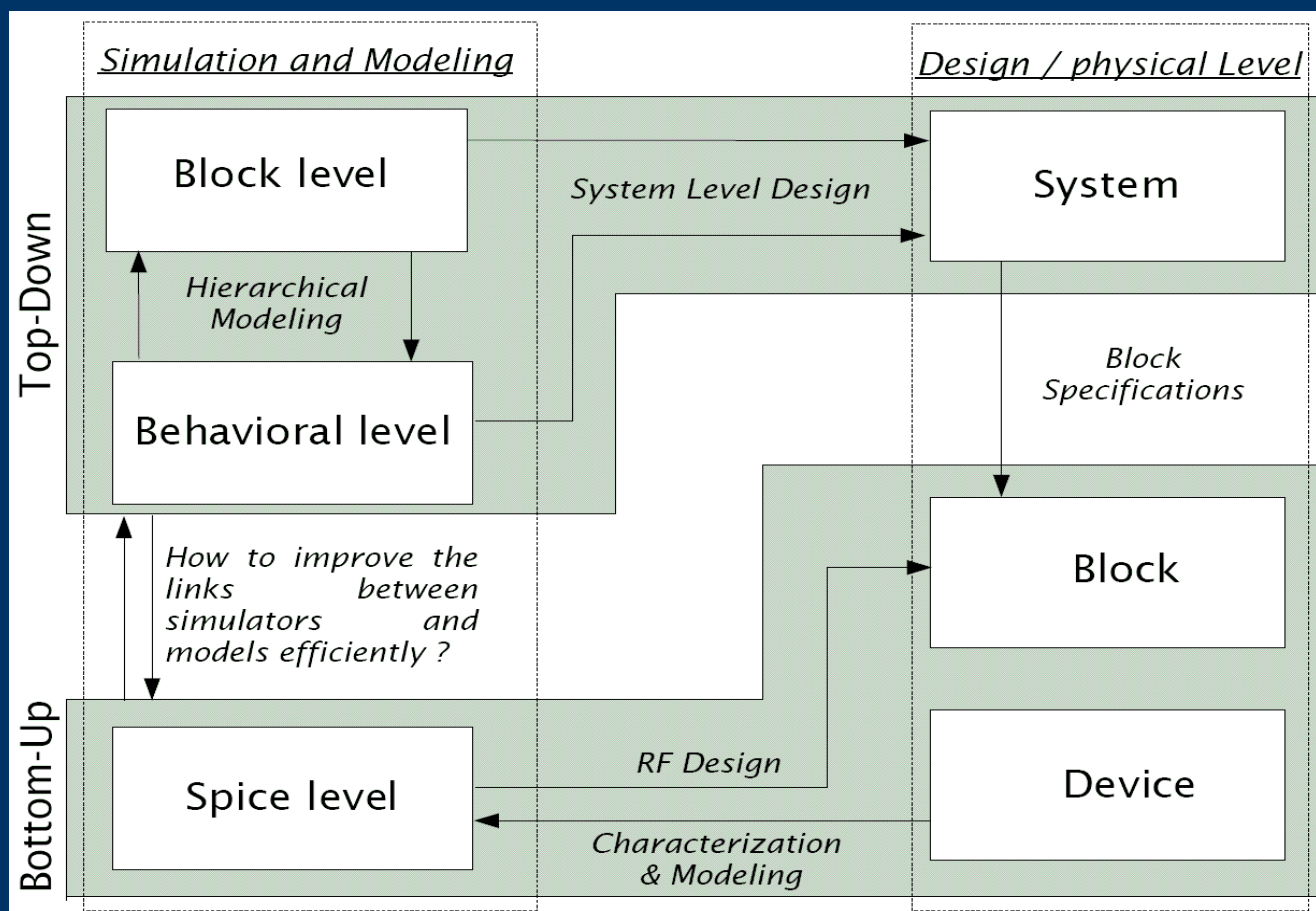 Simulation and Modeling
Design / physical Level
Top-Down
Block level
System Level Design
System
Hierarchical
Modeling
Behavioral level
Block
Specifications
How to improve the
links between
simulators and
models efficiently ?
Block
Bottom-Up
Spice level
RF Design
Device
Characterization
& Modeling